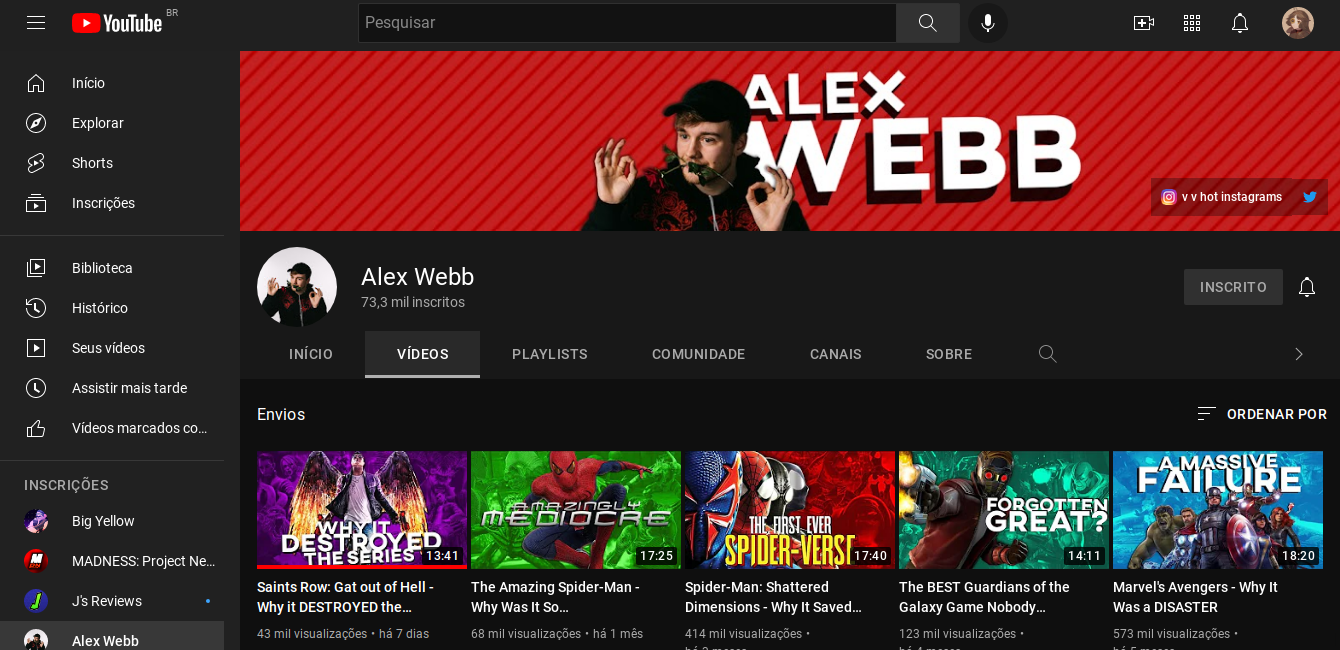 YouTube BR
Pesquisar
Início
Explorar
Shorts
Inscrições
Biblioteca
Histórico
Seus vídeos
Assistir mais tarde
Vídeos marcados co…
INSCRIÇÕES
Big Yellow
MADNESS: Project Ne…
J's Reviews
Alex Webb
ALEX
WEBB
v v hot instagrams
Alex Webb
73,3 mil inscritos
INSCRITO
INÍCIO VÍDEOS PLAYLISTS COMUNIDADE CANAIS SOBRE
Envios
ORDENAR POR
WHY IT
DESTROYED
THE SERIES
13:41
Saints Row: Gat out of Hell -
Why it DESTROYED the…
43 mil visualizações • há 7 dias
AMAZINGLY
MEDIOCRE
17:25
The Amazing Spider-Man -
Why Was It So…
68 mil visualizações • há 1 mês
THE FIRST EVER
SPIDER-VERSE
17:40
Spider-Man: Shattered
Dimensions - Why It Saved…
414 mil visualizações •
FORGOTTEN
GREAT?
14:11
The BEST Guardians of the
Galaxy Game Nobody…
123 mil visualizações •
A MASSIVE
FAILURE
18:20
Marvel's Avengers - Why It
Was a DISASTER
573 mil visualizações •